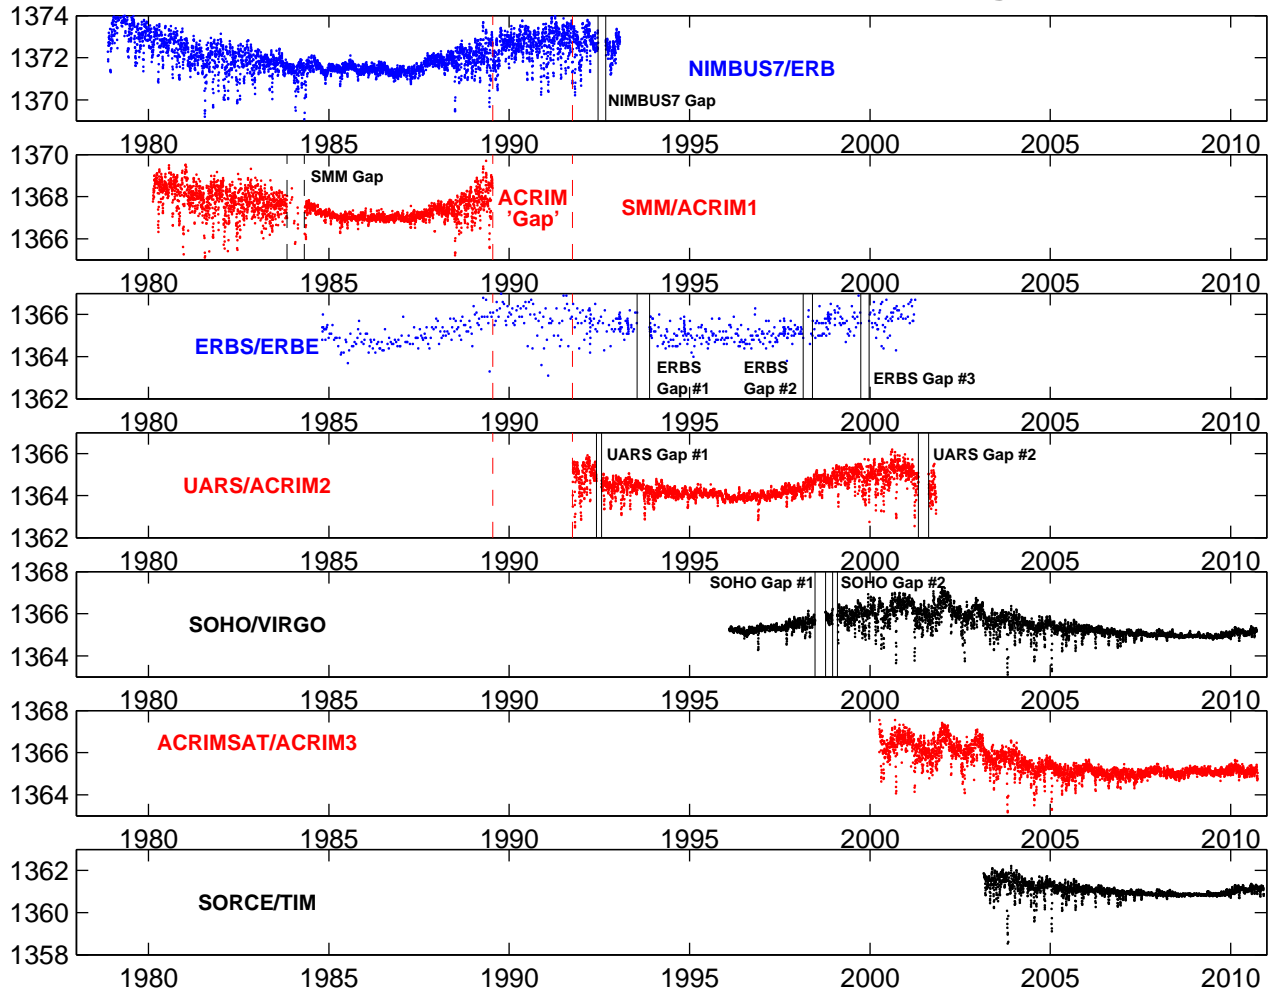 1374
1372
1370
NIMBUS7/ERB
NIMBUS7 Gap
1980 1985 1990 1995 2000 2005 2010
1370
1368
1366
SMM Gap
ACRIM
'Gap'
SMM/ACRIM1
1980 1985 1990 1995 2000 2005 2010
1366
1364
1362
ERBS/ERBE
ERBS
Gap #1
ERBS
Gap #2
ERBS Gap #3
1980 1985 1990 1995 2000 2005 2010
1366
1364
1362
UARS/ACRIM2
UARS Gap #1
UARS Gap #2
1980 1985 1990 1995 2000 2005 2010
1368
1366
1364
SOHO/VIRGO
SOHO Gap #1
SOHO Gap #2
1980 1985 1990 1995 2000 2005 2010
1368
1366
1364
ACRIMSAT/ACRIM3
1980 1985 1990 1995 2000 2005 2010
1362
1360
1358
SORCE/TIM
1980 1985 1990 1995 2000 2005 2010